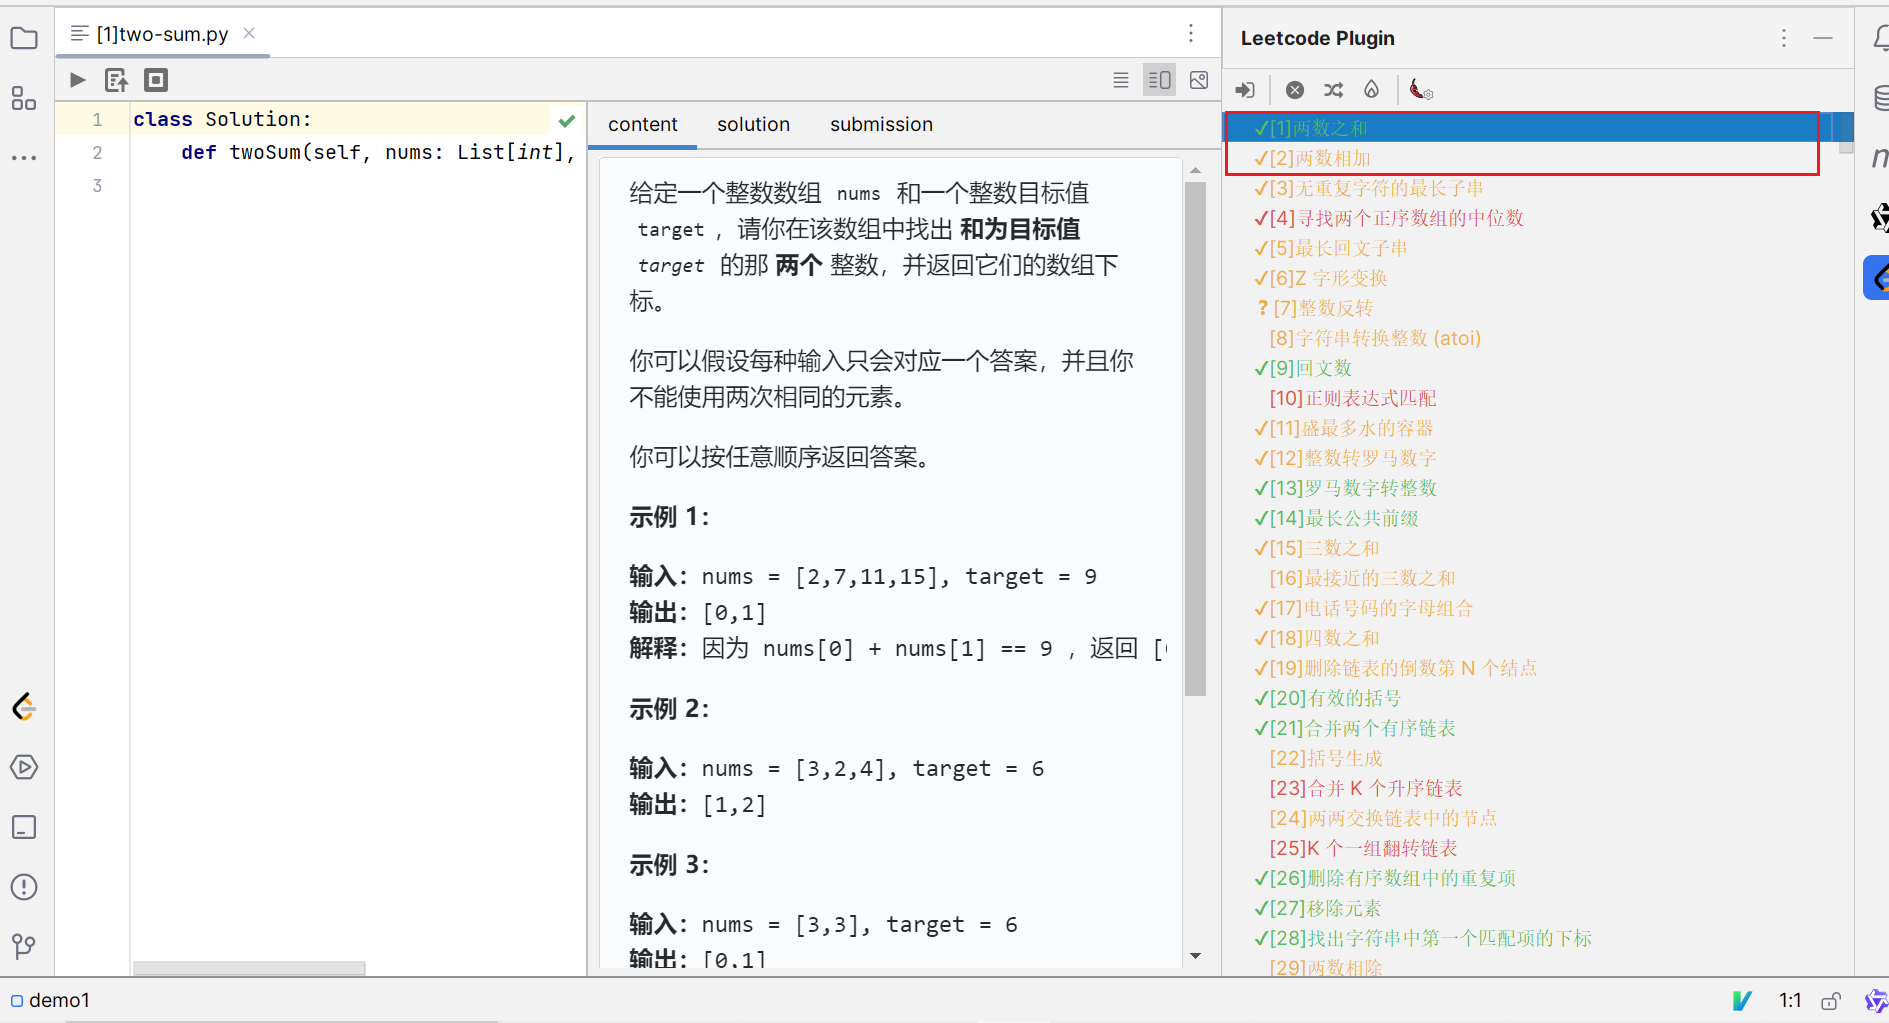 [1]two-sum.py
Leetcode Plugin
1 class Solution:
2 def twoSum(self, nums: List[int],
3
content solution submission
给定一个整数数组 nums 和一个整数目标值
target ，请你在该数组中找出 和为目标值
target 的那 两个 整数，并返回它们的数组下
标。
你可以假设每种输入只会对应一个答案，并且你
不能使用两次相同的元素。
你可以按任意顺序返回答案。
示例 1：
输入：nums = [2,7,11,15], target = 9
输出：[0,1]
解释：因为 nums[0] + nums[1] == 9 ，返回 [
示例 2：
输入：nums = [3,2,4], target = 6
输出：[1,2]
示例 3：
输入：nums = [3,3], target = 6
输出：[0,1]
✓[1]两数之和
✓[2]两数相加
✓[3]无重复字符的最长子串
✓[4]寻找两个正序数组的中位数
✓[5]最长回文子串
✓[6]Z 字形变换
?[7]整数反转
[8]字符串转换整数 (atoi)
✓[9]回文数
[10]正则表达式匹配
✓[11]盛最多水的容器
✓[12]整数转罗马数字
✓[13]罗马数字转整数
✓[14]最长公共前缀
✓[15]三数之和
[16]最接近的三数之和
✓[17]电话号码的字母组合
✓[18]四数之和
✓[19]删除链表的倒数第 N 个结点
✓[20]有效的括号
✓[21]合并两个有序链表
[22]括号生成
[23]合并 K 个升序链表
[24]两两交换链表中的节点
[25]K 个一组翻转链表
✓[26]删除有序数组中的重复项
✓[27]移除元素
✓[28]找出字符串中第一个匹配项的下标
[29]两数相除
m
demo1
1:1